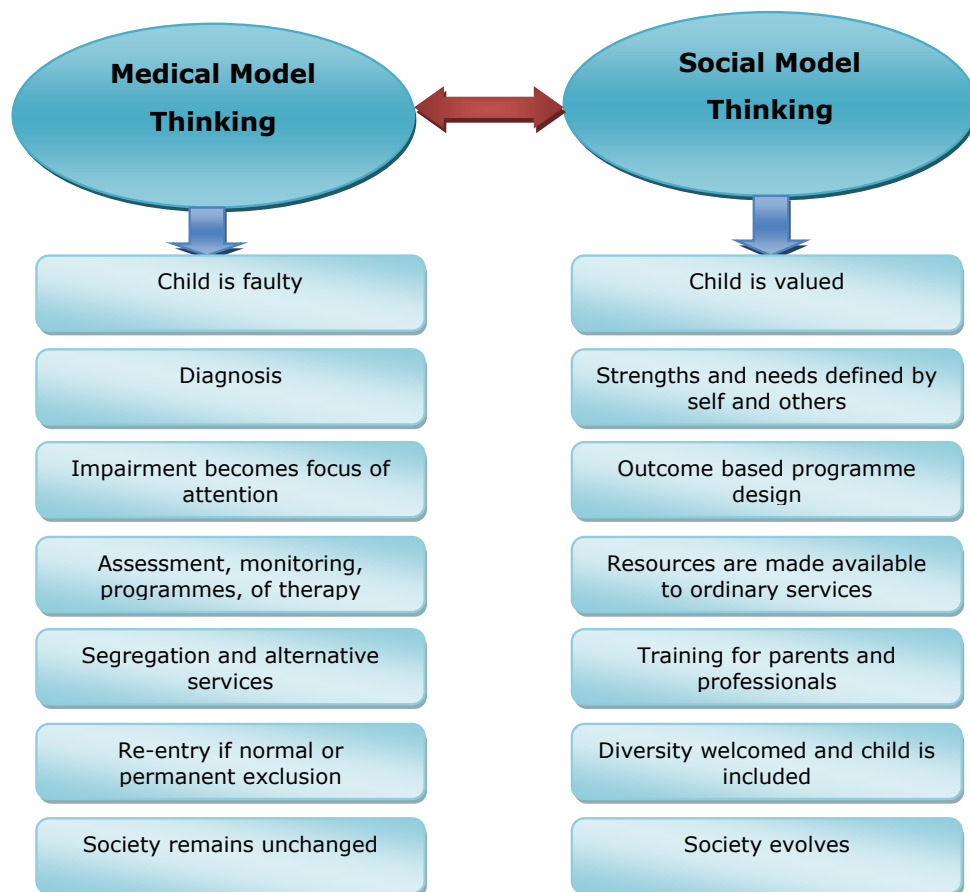 Medical Model
Thinking
Child is faulty
Diagnosis
Impairment becomes focus of
attention
Assessment, monitoring,
programmes, of therapy
Segregation and alternative
services
Re-entry if normal or
permanent exclusion
Society remains unchanged
Social Model
Thinking
Child is valued
Strengths and needs defined by
self and others
Outcome based programme
design
Resources are made available
to ordinary services
Training for parents and
professionals
Diversity welcomed and child is
included
Society evolves